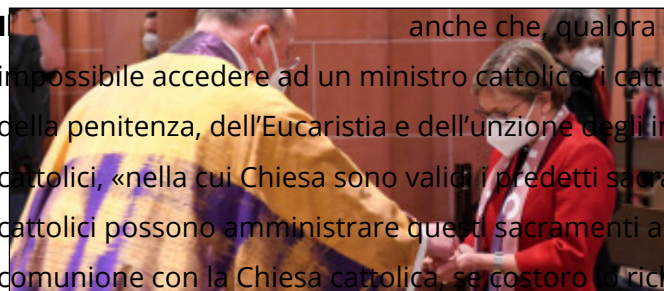 anche che, qualora
impossibile accedere ad un ministro cattolico, i catt
della penitenza, dell’Eucaristia e dell’unzione degli in
cattolici, «nella cui Chiesa sono validi i predetti sacra
cattolici possono amministrare questi sacramenti a
comunione con la Chiesa cattolica, se costoro lo rich